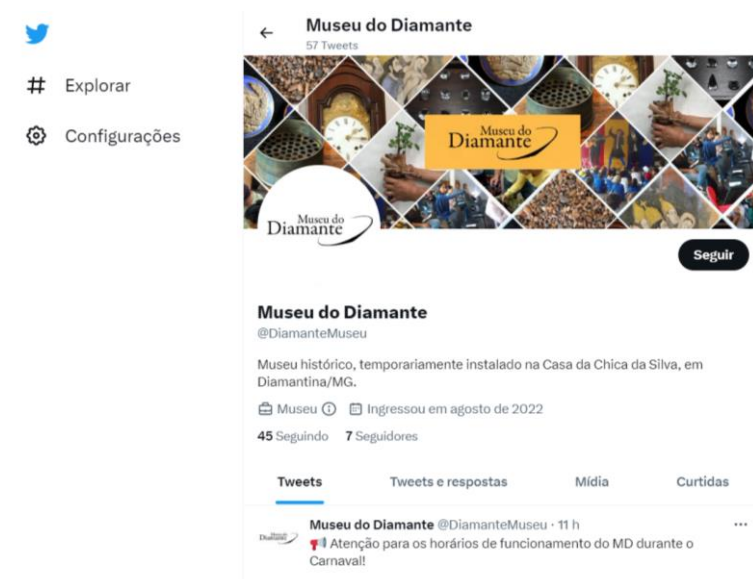 Museu do Diamante
57 Tweets
Explorar
Configurações
Museu do
Diamante
Museu do
Diamante
Seguir
Museu do Diamante
@DiamanteMuseu
Museu histórico, temporariamente instalado na Casa da Chica da Silva, em
Diamantina/MG.
Museu Ingressou em agosto de 2022
45 Seguindo 7 Seguidores
Tweets Tweets e respostas Mídia Curtidas
Museu do Diamante @DiamanteMuseu · 11 h
Atenção para os horários de funcionamento do MD durante o
Carnaval!
Museu do
Diamante